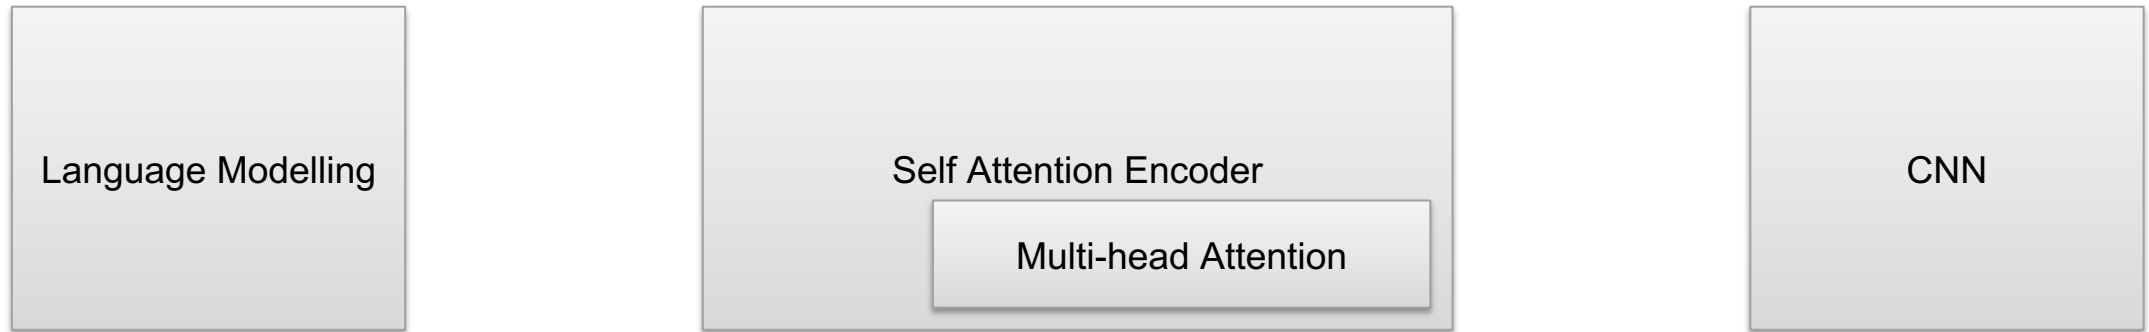 Language Modelling
Self Attention Encoder
Multi-head Attention
CNN